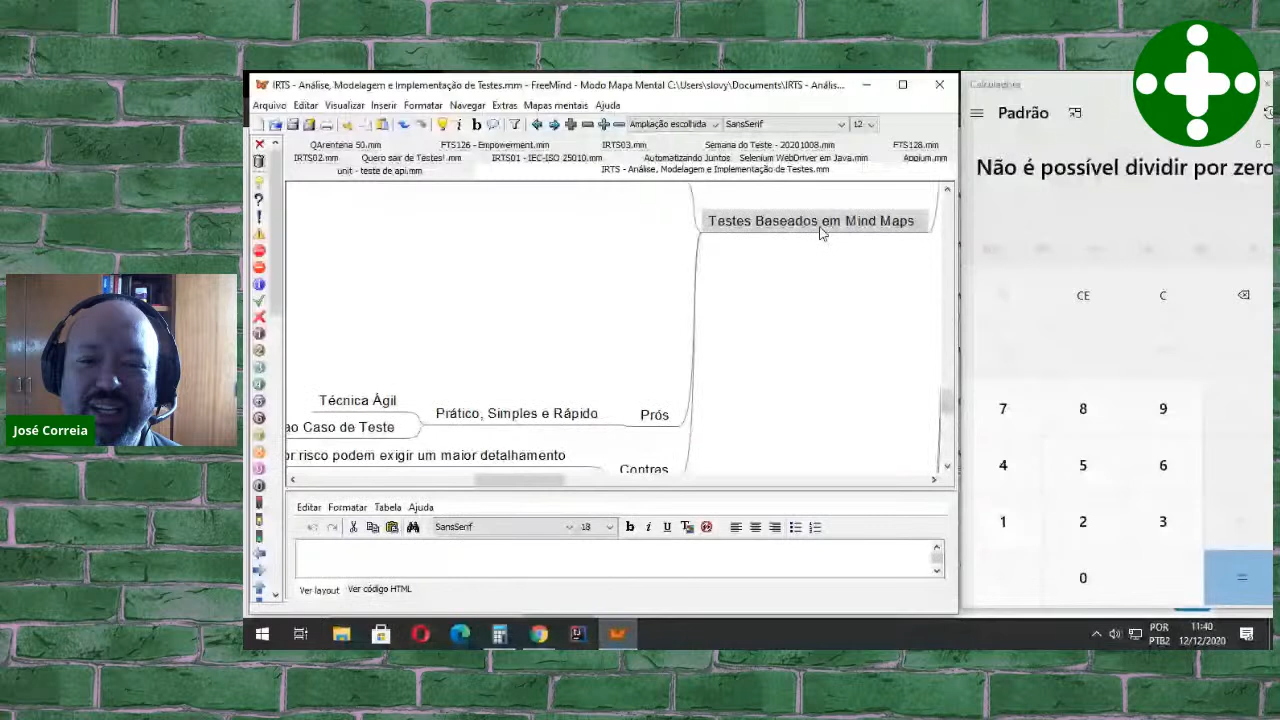 IRTS - Análise, Modelagem e Implementação de Testes.mm - FreeMind - Modo Mapa Mental C:\Users\slovy\Documents\IRTS - Anális...
Arquivo Editar Visualizar Inserir Formatar Navegar Extras Mapas mentais Ajuda
Ampliação escolhida SansSerif 12
QArentena 50.mm FTS126 - Empowerment.mm IRTS03.mm Semana do Teste - 20201008.mm FTS128.mm
IRTS02.mm Quero sair de Testes!.mm IRTS01 - IEC-ISO 25010.mm Automatizando Juntos Selenium WebDriver em Java.mm Appium.mm
unit - teste de api.mm IRTS - Análise, Modelagem e Implementação de Testes.mm
Testes Baseados em Mind Maps
Técnica Ágil
Prático, Simples e Rápido
Prós
ao Caso de Teste
or risco podem exigir um maior detalhamento
Contras
Editar Formatar Tabela Ajuda
SansSerif 18
Ver layout Ver código HTML
Calculadora
Padrão
6 ÷
Não é possível dividir por zero
CE C
7 8 9
4 5 6
1 2 3
0 =
José Correia
POR
PTB2
11:40
12/12/2020